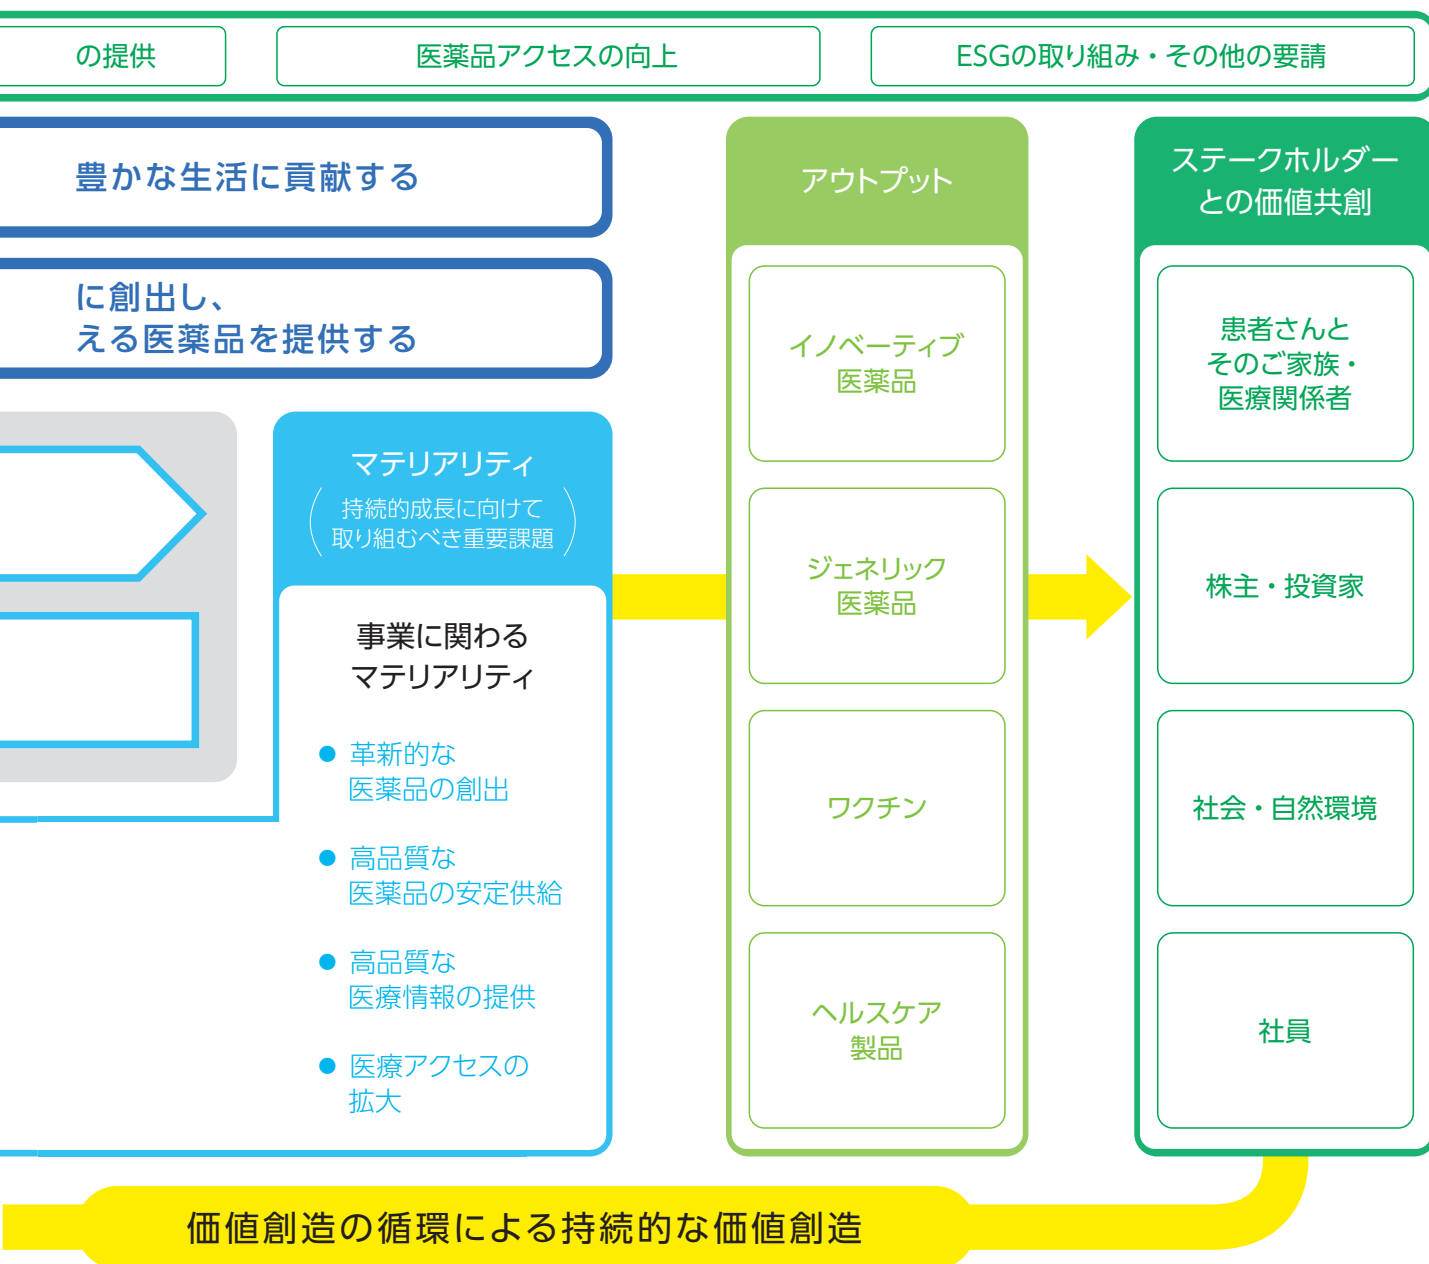 の提供
医薬品アクセスの向上
ESGの取り組み・その他の要請
豊かな生活に貢献する
に創出し、
える医薬品を提供する
マテリアリティ
持続的成長に向けて
取り組むべき重要課題
事業に関わる
マテリアリティ
● 革新的な
医薬品の創出
● 高品質な
医薬品の安定供給
● 高品質な
医療情報の提供
● 医療アクセスの
拡大
アウトプット
イノベーティブ
医薬品
ジェネリック
医薬品
ワクチン
ヘルスケア
製品
ステークホルダー
との価値共創
患者さんと
そのご家族・
医療関係者
株主・投資家
社会・自然環境
社員
価値創造の循環による持続的な価値創造